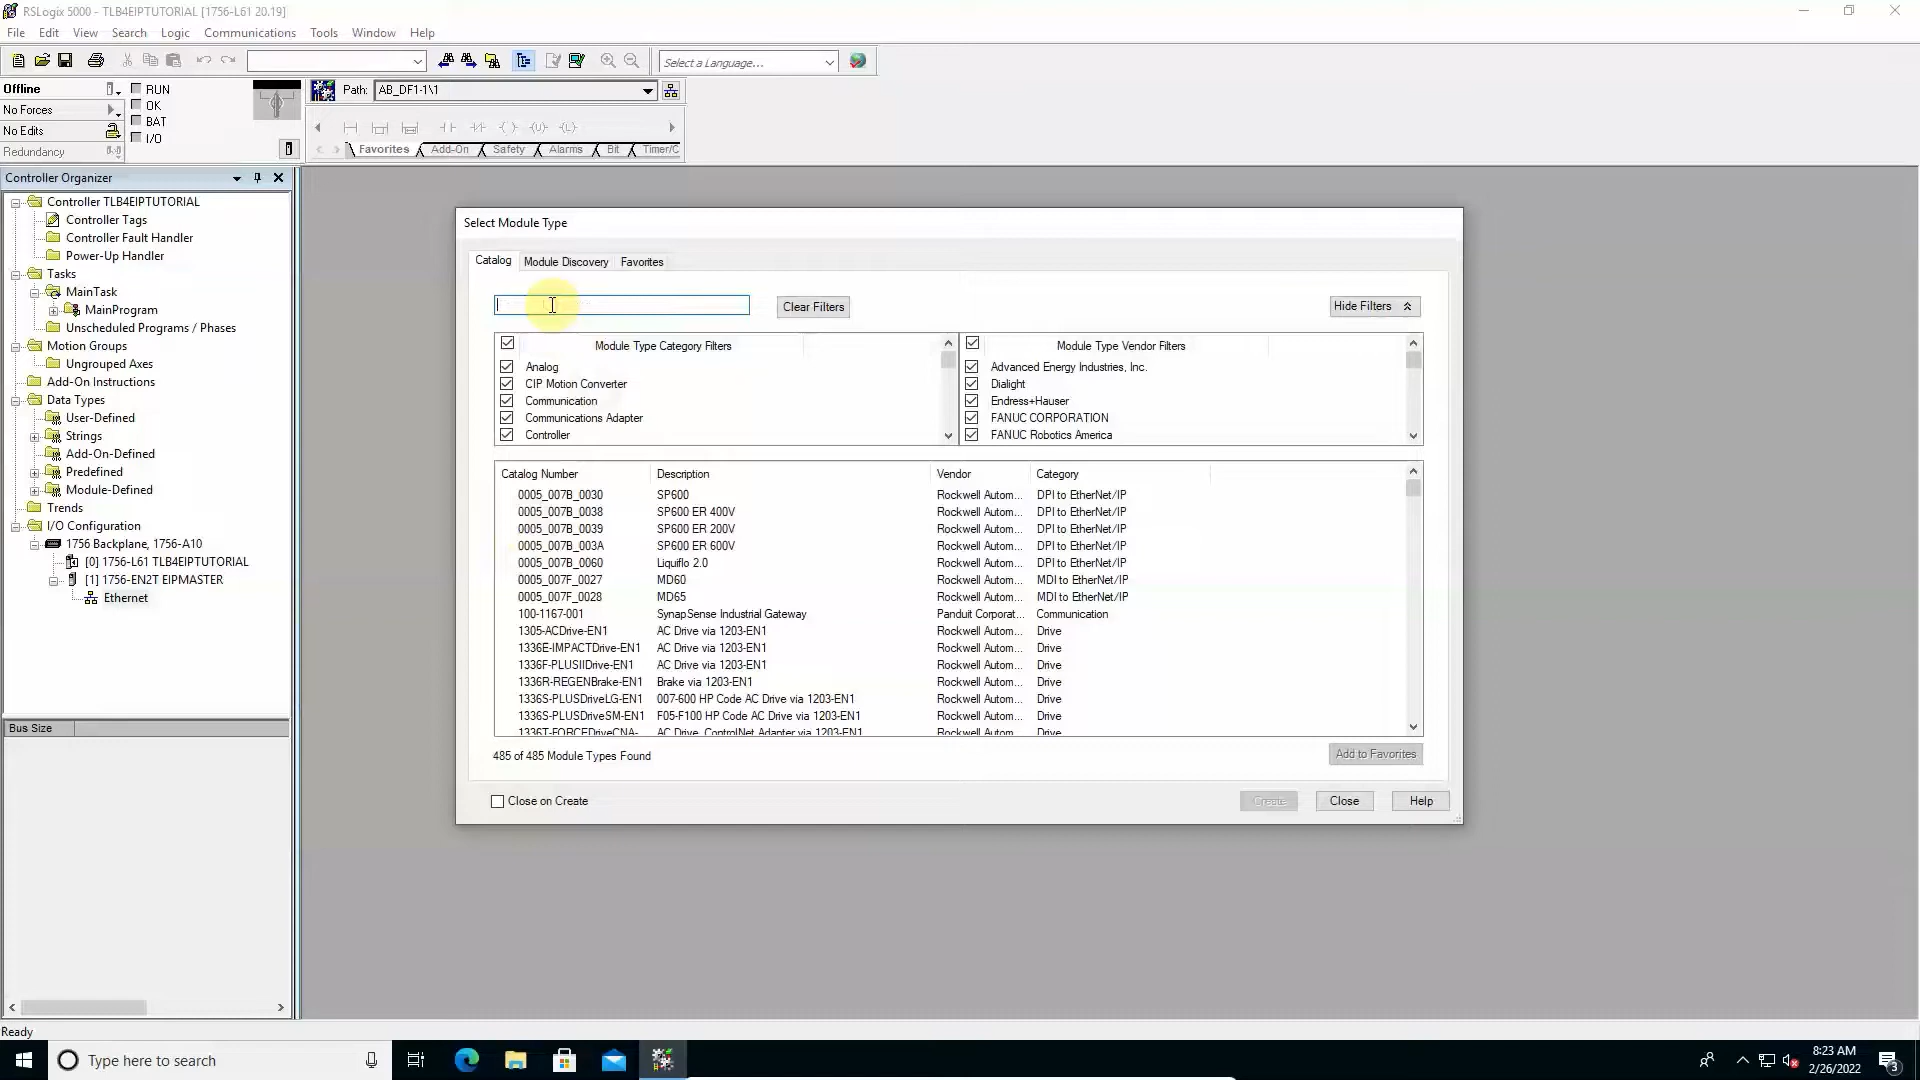 RSLogix 5000 - TLB4EIPTUTORIAL [1756-L61 20.19]
File Edit View Search Logic Communications Tools Window Help
Select a Language...
Offline RUN
No Forces OK
No Edits BAT
Redundancy I/O
Path: AB_DF1-1\1
Favorites Add-On Safety Alarms Bit Timer/C
Controller Organizer
Controller TLB4EIPTUTORIAL
Controller Tags
Controller Fault Handler
Power-Up Handler
Tasks
MainTask
MainProgram
Unscheduled Programs / Phases
Motion Groups
Ungrouped Axes
Add-On Instructions
Data Types
User-Defined
Strings
Add-On-Defined
Predefined
Module-Defined
Trends
I/O Configuration
1756 Backplane, 1756-A10
[0] 1756-L61 TLB4EIPTUTORIAL
[1] 1756-EN2T EIPMASTER
Ethernet
Bus Size
Select Module Type
Catalog Module Discovery Favorites
Clear Filters Hide Filters
Module Type Category Filters
Analog
CIP Motion Converter
Communication
Communications Adapter
Controller
Module Type Vendor Filters
Advanced Energy Industries, Inc.
Dialight
Endress+Hauser
FANUC CORPORATION
FANUC Robotics America
Catalog Number Description Vendor Category
0005_007B_0030 SP600 Rockwell Autom... DPI to EtherNet/IP
0005_007B_0038 SP600 ER 400V Rockwell Autom... DPI to EtherNet/IP
0005_007B_0039 SP600 ER 200V Rockwell Autom... DPI to EtherNet/IP
0005_007B_003A SP600 ER 600V Rockwell Autom... DPI to EtherNet/IP
0005_007B_0060 Liquiflo 2.0 Rockwell Autom... DPI to EtherNet/IP
0005_007F_0027 MD60 Rockwell Autom... MDI to EtherNet/IP
0005_007F_0028 MD65 Rockwell Autom... MDI to EtherNet/IP
100-1167-001 SynapSense Industrial Gateway Panduit Corporat... Communication
1305-ACDrive-EN1 AC Drive via 1203-EN1 Rockwell Autom... Drive
1336E-IMPACTDrive-EN1 AC Drive via 1203-EN1 Rockwell Autom... Drive
1336F-PLUSIIDrive-EN1 AC Drive via 1203-EN1 Rockwell Autom... Drive
1336R-REGENBrake-EN1 Brake via 1203-EN1 Rockwell Autom... Drive
1336S-PLUSDriveLG-EN1 007-600 HP Code AC Drive via 1203-EN1 Rockwell Autom... Drive
1336S-PLUSDriveSM-EN1 F05-F100 HP Code AC Drive via 1203-EN1 Rockwell Autom... Drive
1336T-FORCEDriveCNA- AC Drive, ControlNet Adapter via 1203-EN1 Rockwell Autom... Drive
485 of 485 Module Types Found Add to Favorites
Close on Create Create Close Help
Ready
Type here to search
8:23 AM
2/26/2022
3